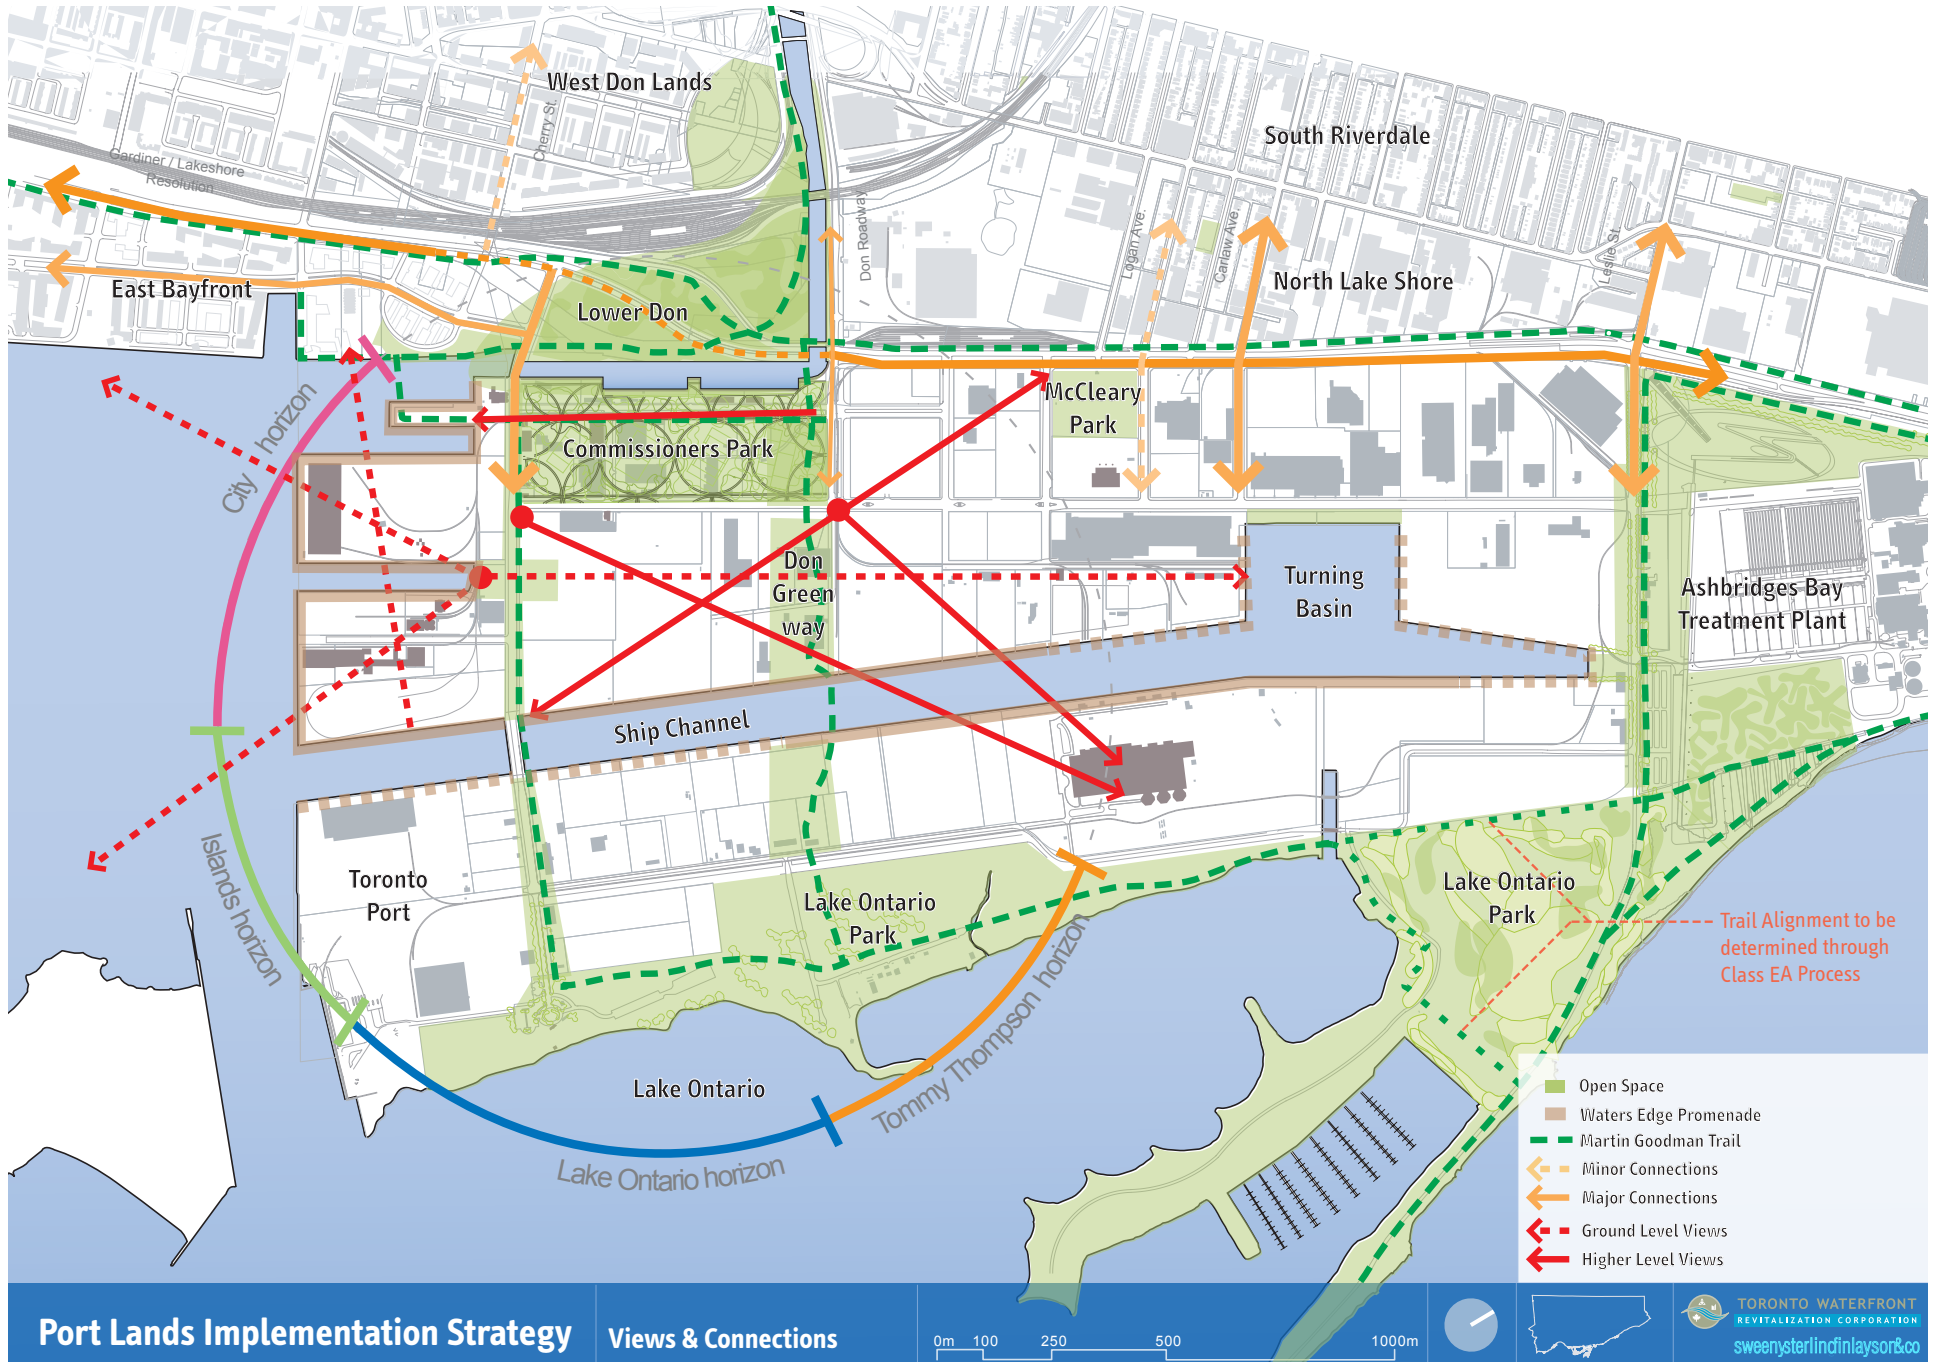 West Don Lands
Cherry St.
South Riverdale
Gardiner / Lakeshore
Resolution
Don Roadway
Logan Ave.
Carlaw Ave.
Leslie St.
North Lake Shore
East Bayfront
Lower Don
McCleary
Park
City horizon
Commissioners Park
Don
Green
way
Turning
Basin
Ashbridges Bay
Treatment Plant
Ship Channel
Islands horizon
Toronto
Port
Lake Ontario
Park
Lake Ontario
Park
Trail Alignment to be
determined through
Class EA Process
Tommy Thompson horizon
Lake Ontario
Lake Ontario horizon
Open Space
Waters Edge Promenade
Martin Goodman Trail
Minor Connections
Major Connections
Ground Level Views
Higher Level Views
Port Lands Implementation Strategy
Views & Connections
0m 100 250 500 1000m
TORONTO WATERFRONT
REVITALIZATION CORPORATION
sweenysterlingfinlayson&co